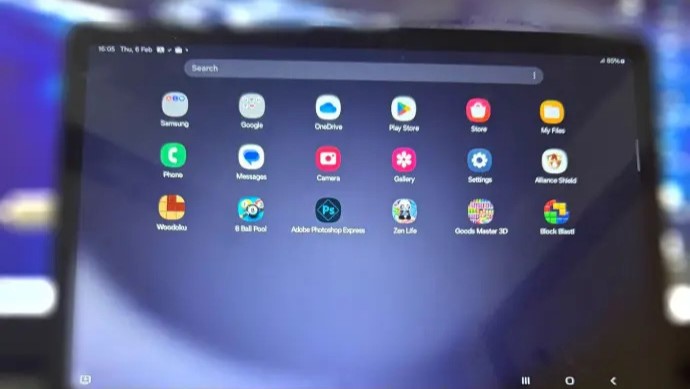 16:05 Thu, 6 Feb
85%
Search
Samsung Google OneDrive Play Store Store My Files
Phone Messages Camera Gallery Settings Alliance Shield
Ps
Woodoku 8 Ball Pool Adobe Photoshop Express Zen Life Goods Master 3D Block Blast!